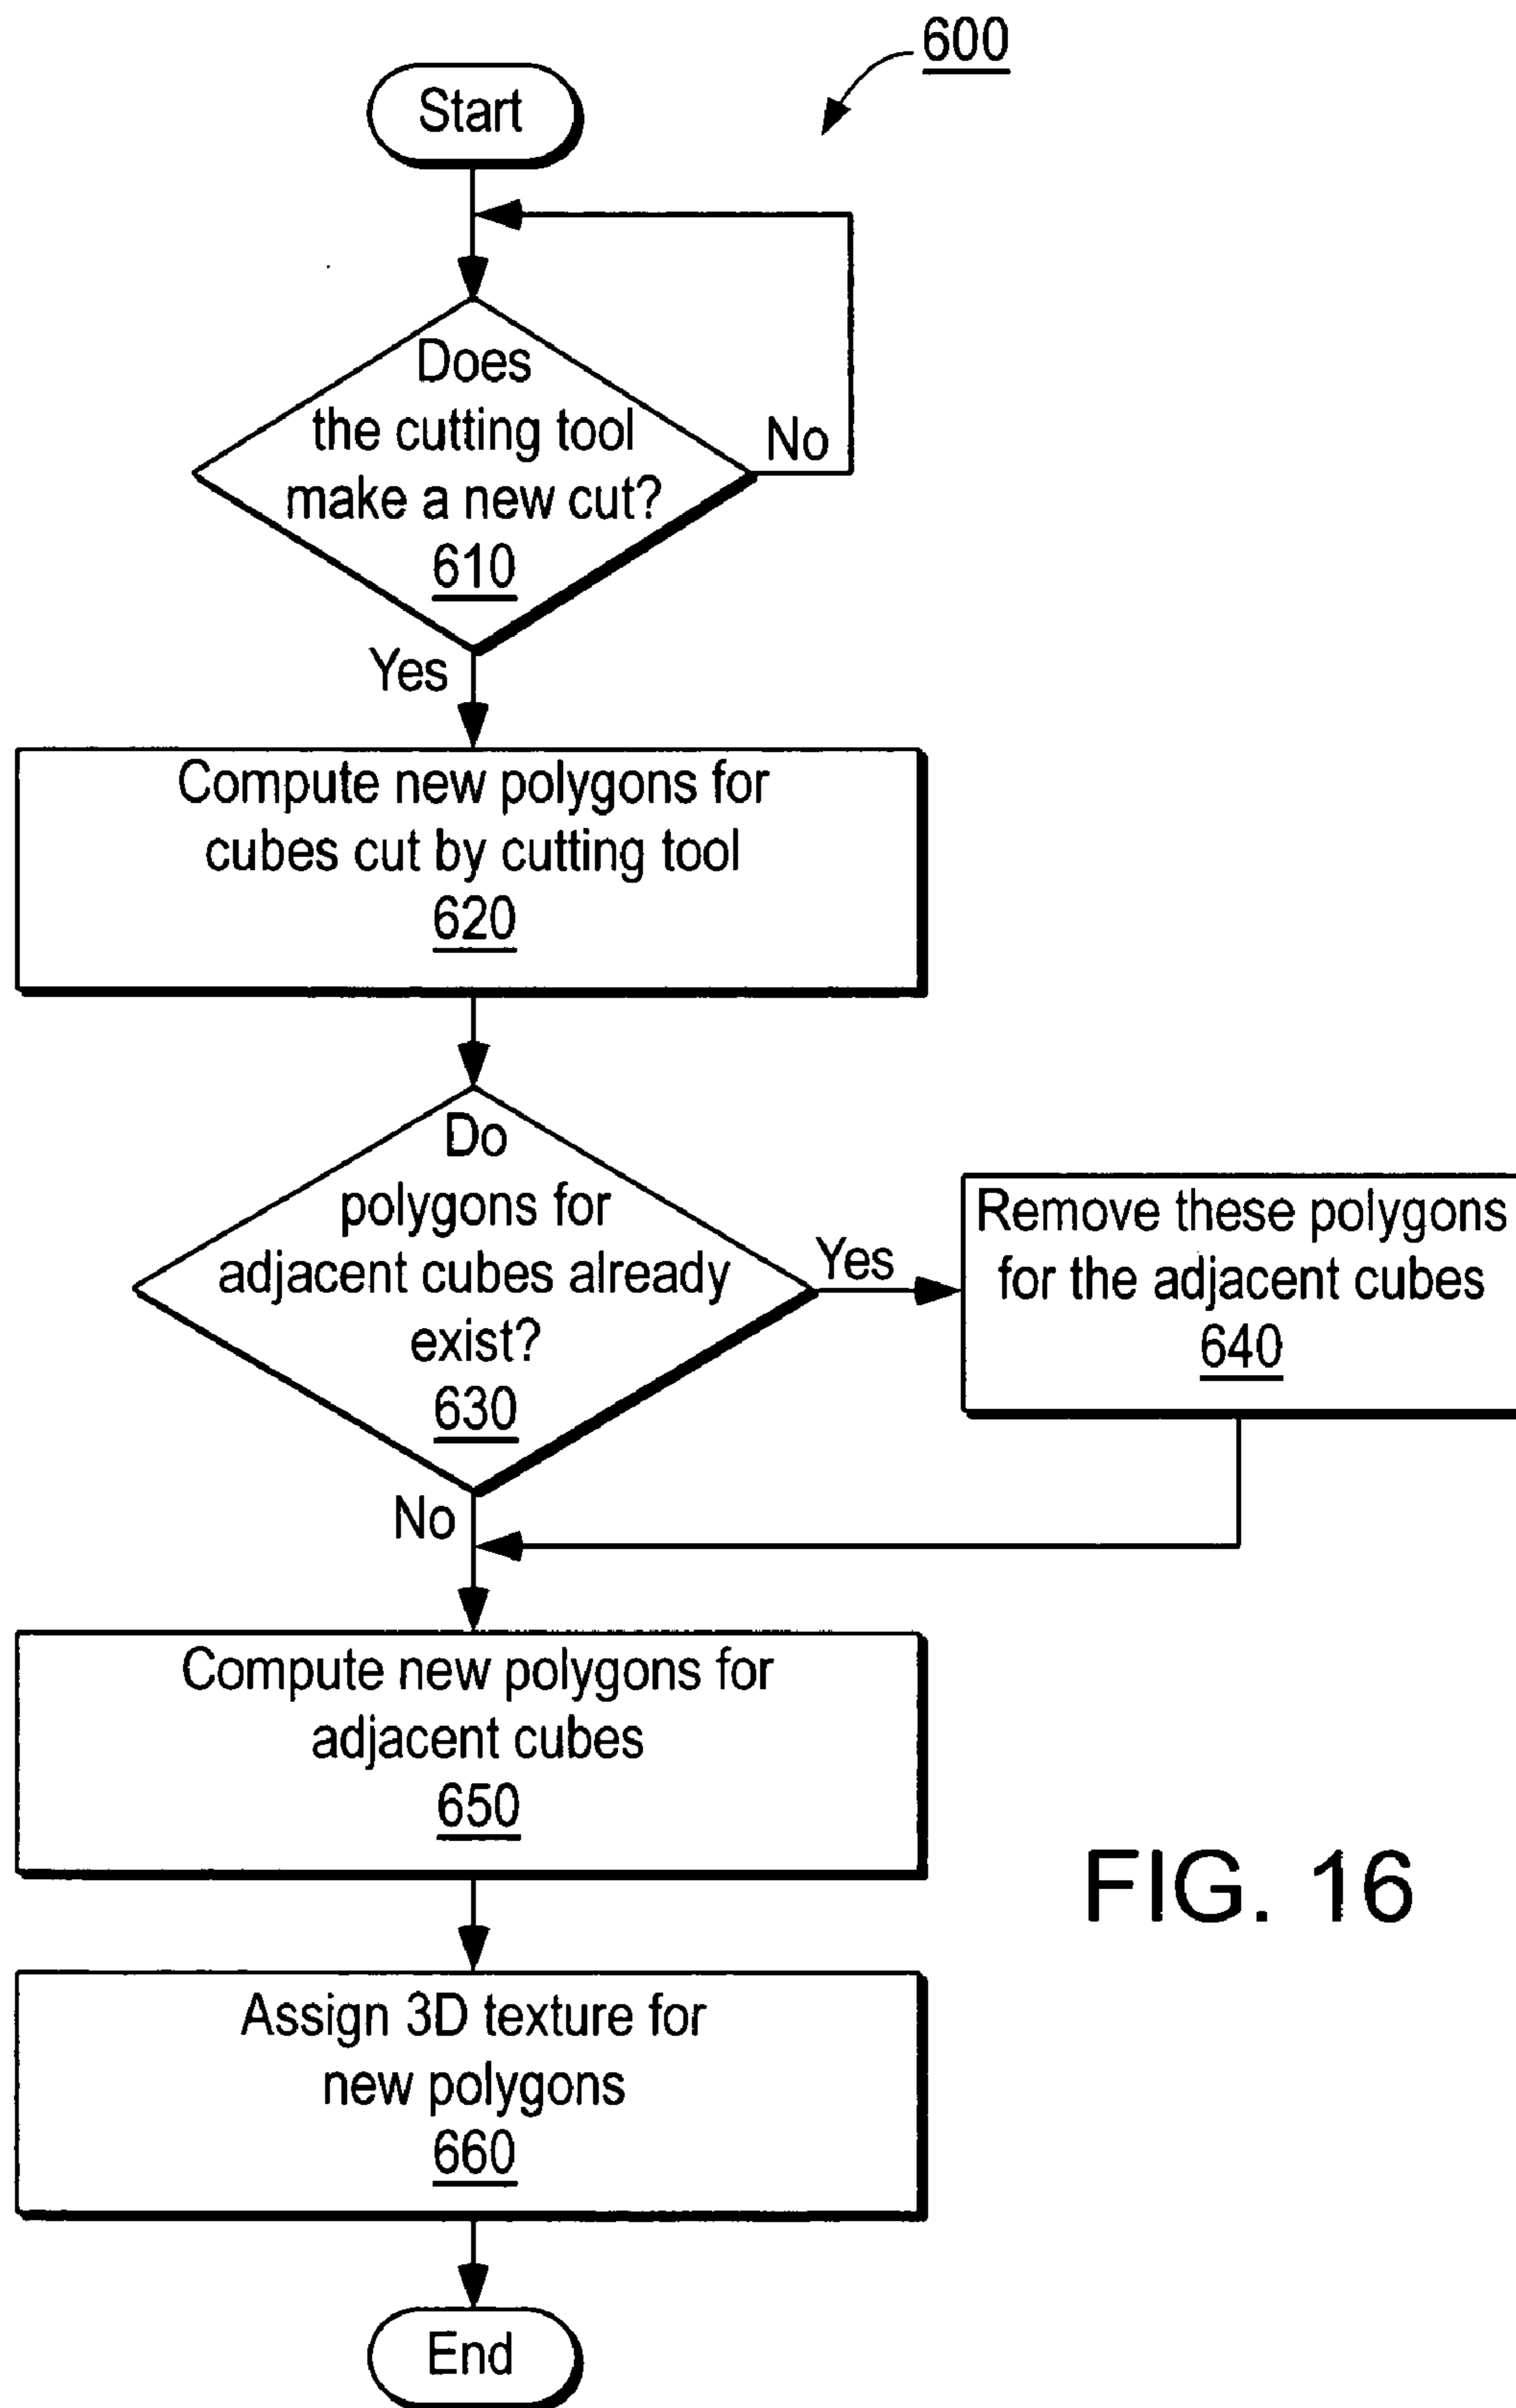 600
Start
Does
the cutting tool
make a new cut?
610
No
Yes
Compute new polygons for
cubes cut by cutting tool
620
Do
polygons for
adjacent cubes already
exist?
630
Yes
Remove these polygons
for the adjacent cubes
640
No
Compute new polygons for
adjacent cubes
650
FIG. 16
Assign 3D texture for
new polygons
660
End